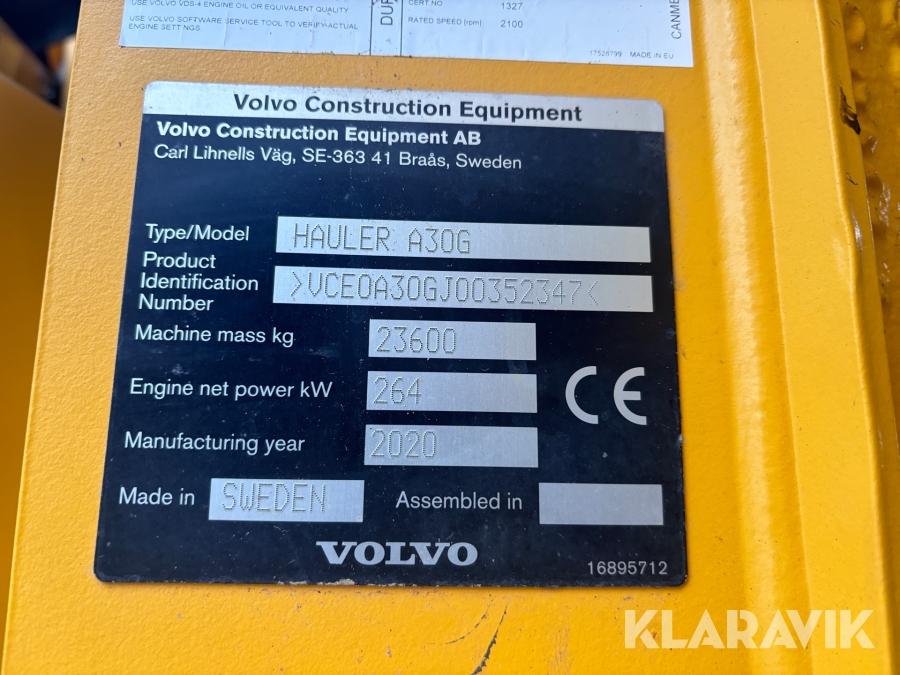 USE VOLVO VDS-4 ENGINE OIL OR EQUIVALENT QUALITY
USE VOLVO SOFTWARE SERVICE TOOL TO VERIFY ACTUAL
ENGINE SETTINGS
CERT NO 1327
RATED SPEED (rpm) 2100
17528799 MADE IN EU
Volvo Construction Equipment
Volvo Construction Equipment AB
Carl Lihnells Väg, SE-363 41 Braås, Sweden
Type/Model HAULER A30G
Product
Identification >VCE0A30GJ00352347<
Number
Machine mass kg 23600
Engine net power kW 264
CE
Manufacturing year 2020
Made in SWEDEN Assembled in
VOLVO
16895712
KLARAVIK